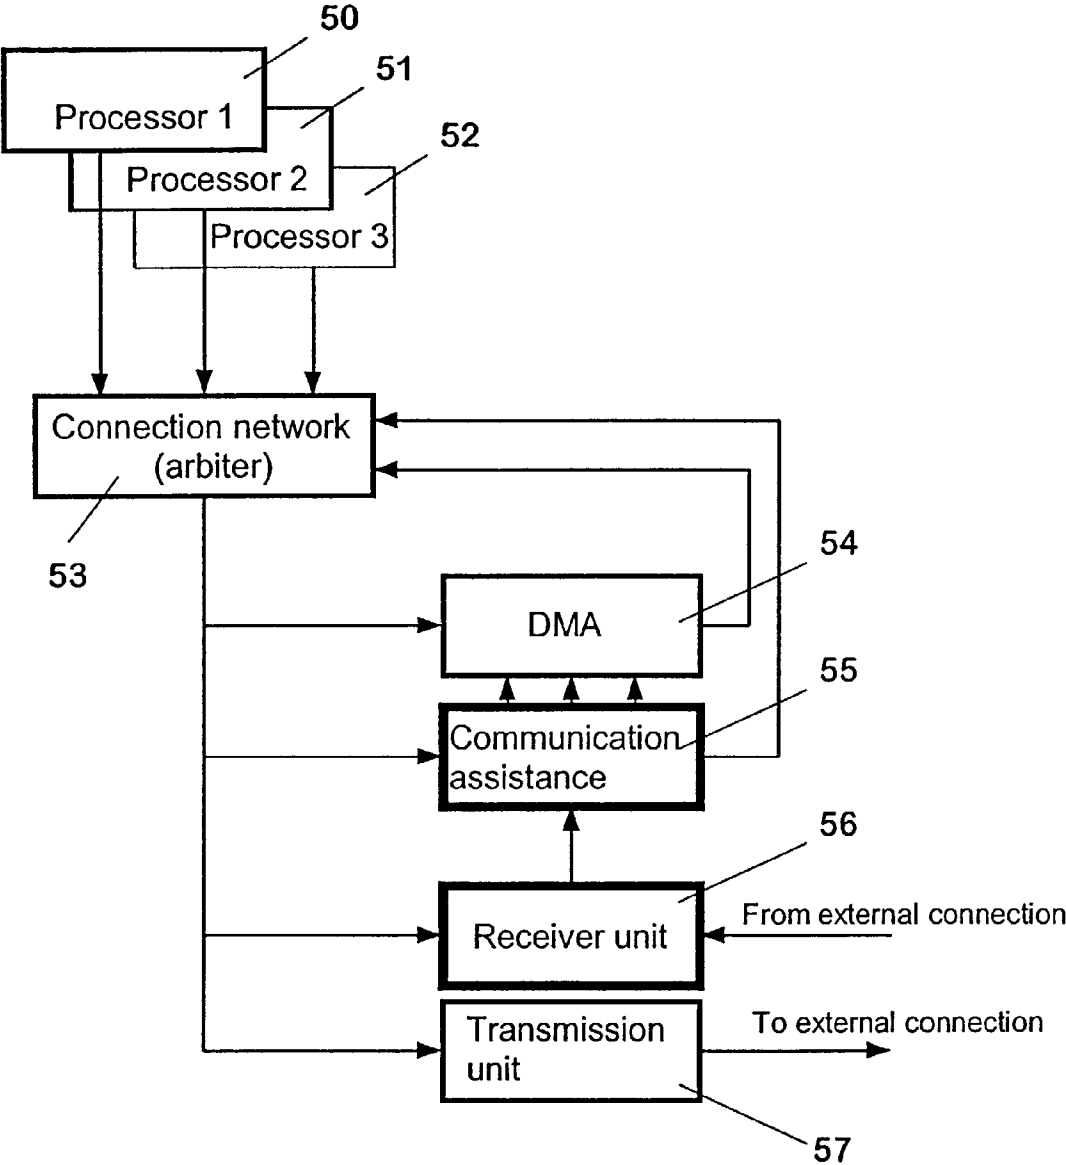 50
51
Processor 1
52
Processor 2
Processor 3
Connection network
(arbiter)
53
54
DMA
55
Communication
assistance
56
From external connection
Receiver unit
To external connection
Transmission
unit
57